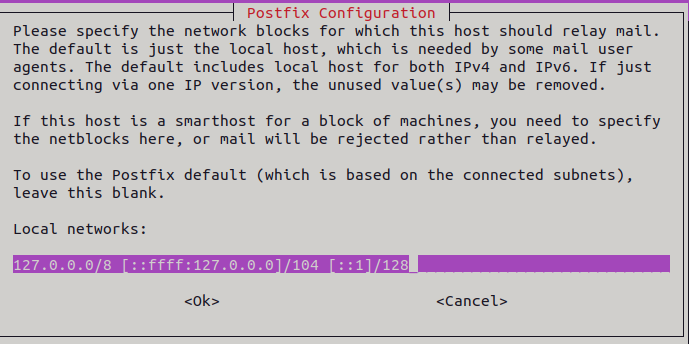 Postfix Configuration
Please specify the network blocks for which this host should relay mail.
The default is just the local host, which is needed by some mail user
agents. The default includes local host for both IPv4 and IPv6. If just
connecting via one IP version, the unused value(s) may be removed.
If this host is a smarthost for a block of machines, you need to specify
the netblocks here, or mail will be rejected rather than relayed.
To use the Postfix default (which is based on the connected subnets),
leave this blank.
Local networks:
127.0.0.0/8 [::ffff:127.0.0.0]/104 [::1]/128
<Ok> <Cancel>